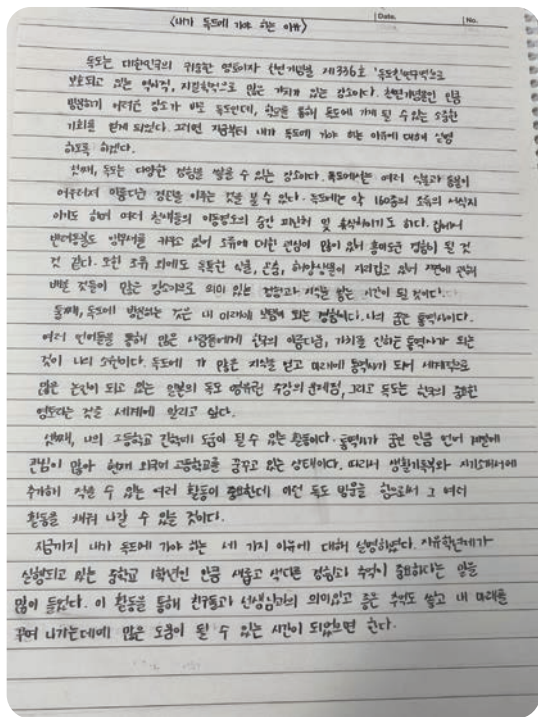 <내가 독도에 가야 하는 이유>
Date.
No.
독도는 대한민국의 귀중한 영토이자 천연기념물 제336호 '독도천연보호구역'으로
보호되고 있는 역사적, 지질학적으로 많은 가치가 있는 장소이다. 천연기념물인 만큼
방문하기 어려운 장소가 바로 독도인데, 학교를 통해 독도에 가게 될 수 있는 소중한
기회를 얻게 되었다. 그러면 지금부터 내가 독도에 가야 하는 이유에 대해 설명
하도록 하겠다.
첫째, 독도는 다양한 경험을 쌓을 수 있는 장소이다. 독도에서는 여러 식물과 동물이
어우러져 아름다운 경관을 이루는 것을 볼 수 있다. 독도에는 약 160종의 조류의 서식지
이기도 하며 여러 철새들의 이동경로의 중간 피난처 및 휴식처이기도 하다. 집에서
반려동물도 앵무새를 키우고 있어 조류에 대한 관심이 많이 있어 흥미로운 경험이 될 것
것 같다. 또한 조류 외에도 독특한 식물, 곤충, 해양생물이 자리잡고 있어 자연에 관해
배울 것들이 많은 장소이므로 의미 있는 경험과 지식을 쌓는 시간이 될 것이다.
둘째, 독도에 방문하는 것은 내 미래에 보탬이 되는 경험이다. 나의 꿈은 통역사이다.
여러 언어들을 통해 많은 사람들에게 한국의 아름다움, 가치를 전하는 통역사가 되는
것이 나의 소원이다. 독도에 가 많은 지식을 얻고 미래에 통역사가 되어 세계적으로
많은 논란이 되고 있는 일본의 독도 영유권 주장의 문제점, 그리고 독도는 한국의 중요한
영토라는 것을 세계에 알리고 싶다.
셋째, 나의 고등학교 진학에 도움이 될 수 있는 활동이다. 통역사가 꿈인 만큼 언어 계열에
관심이 많아 현재 외국어 고등학교를 꿈꾸고 있는 상태이다. 따라서 생활기록부와 자기소개서에
추가해 적을 수 있는 여러 활동이 중요한데 이런 독도 방문을 함으로써 그 여러
활동을 채워 나갈 수 있을 것이다.
지금까지 내가 독도에 가야 하는 세 가지 이유에 대해 설명하였다. 자유학년제가
실행되고 있는 중학교 1학년인 만큼 새롭고 색다른 경험과 추억이 중요하다는 말을
많이 들었다. 이 활동을 통해 친구들과 선생님과의 의미있고 좋은 추억도 쌓고 내 미래를
꾸며 나가는데에 많은 도움이 될 수 있는 시간이 되었으면 한다.